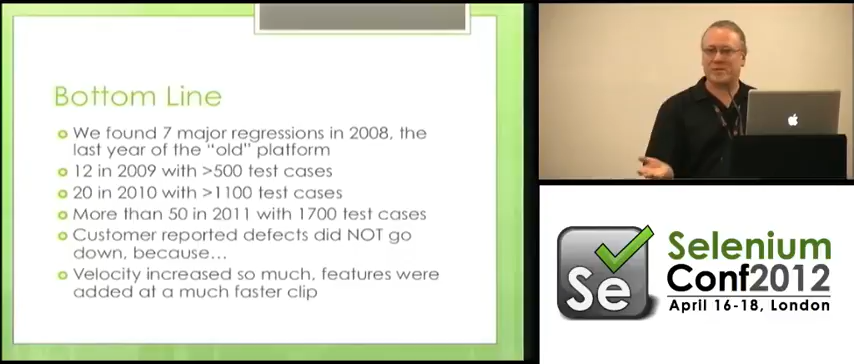 Bottom Line
We found 7 major regressions in 2008, the
last year of the "old" platform
12 in 2009 with >500 test cases
20 in 2010 with >1100 test cases
More than 50 in 2011 with 1700 test cases
Customer reported defects did NOT go
down, because...
Velocity increased so much, features were
added at a much faster clip
Se
Selenium
Conf2012
April 16-18, London